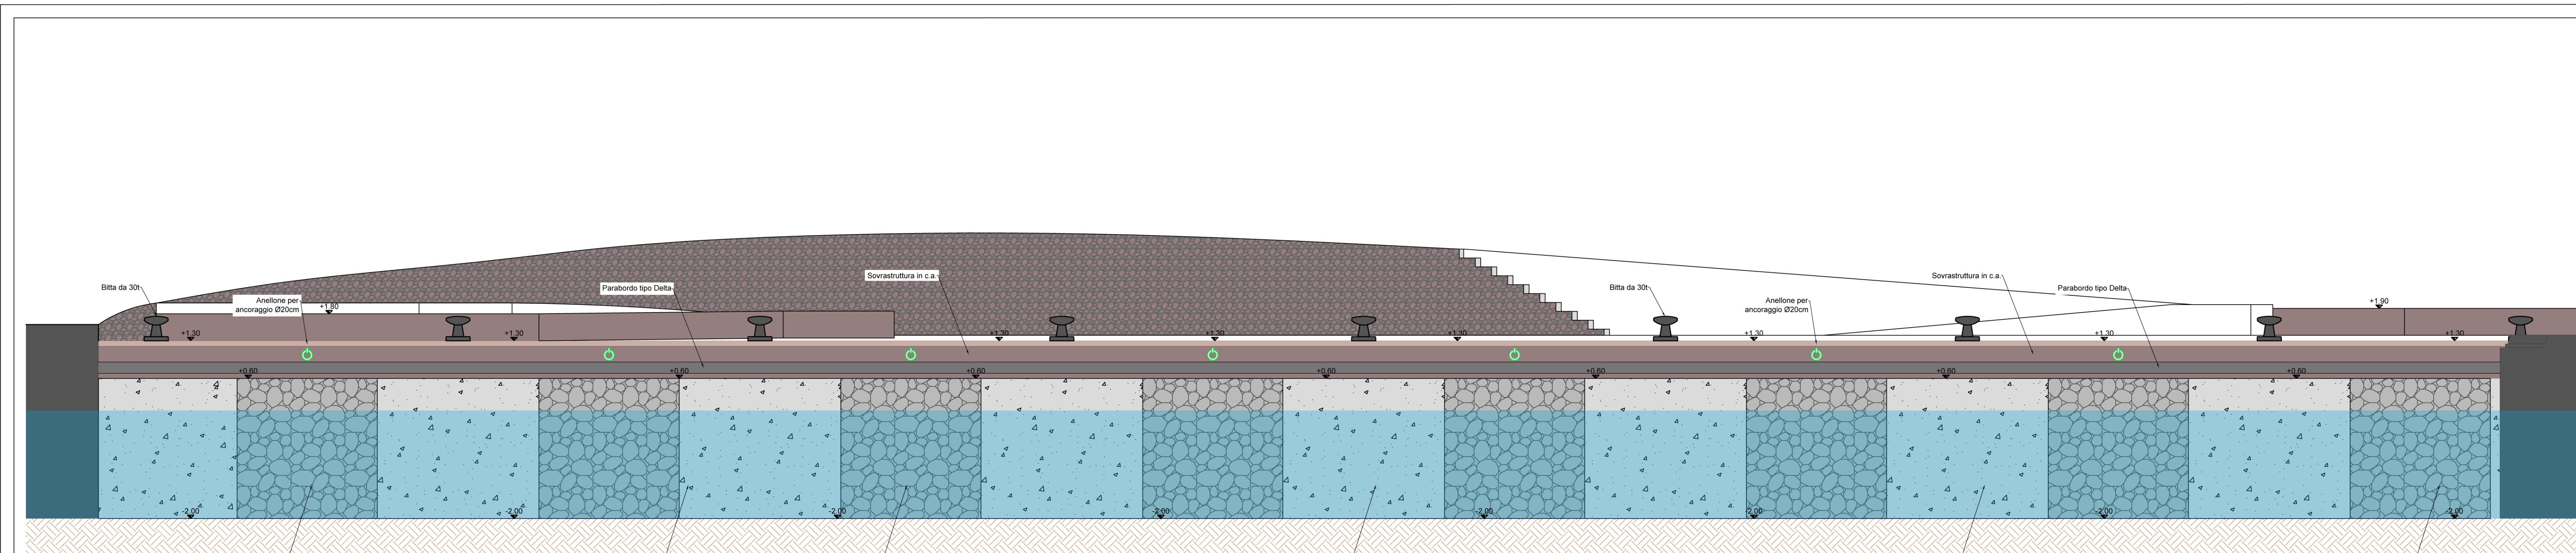 Sovrastruttura in c.a.
Sovrastruttura in c.a.
Bitta da 30t
Parabordo tipo Delta
Bitta da 30t
Parabordo tipo Delta
Anellone per
ancoraggio Ø20cm
Anellone per
ancoraggio Ø20cm
+1.80
+1.90
+1.30
+1.30
+1.30
+1.30
+1.30
+1.30
+1.30
+1.30
+0.60
+0.60
+0.60
+0.60
+0.60
+0.60
+0.60
-2.00
-2.00
-2.00
-2.00
-2.00
-2.00
-2.00
-2.00